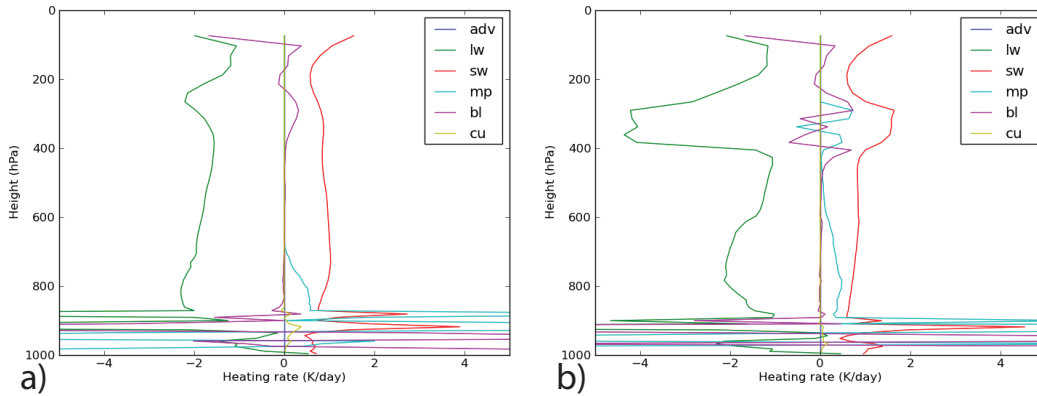 0
200
400
600
800
1000
Height (hPa)
−4
−2
0
2
4
Heating rate (K/day)
adv
lw
sw
mp
bl
cu
a)
0
200
400
600
800
1000
Height (hPa)
−4
−2
0
2
4
Heating rate (K/day)
adv
lw
sw
mp
bl
cu
b)